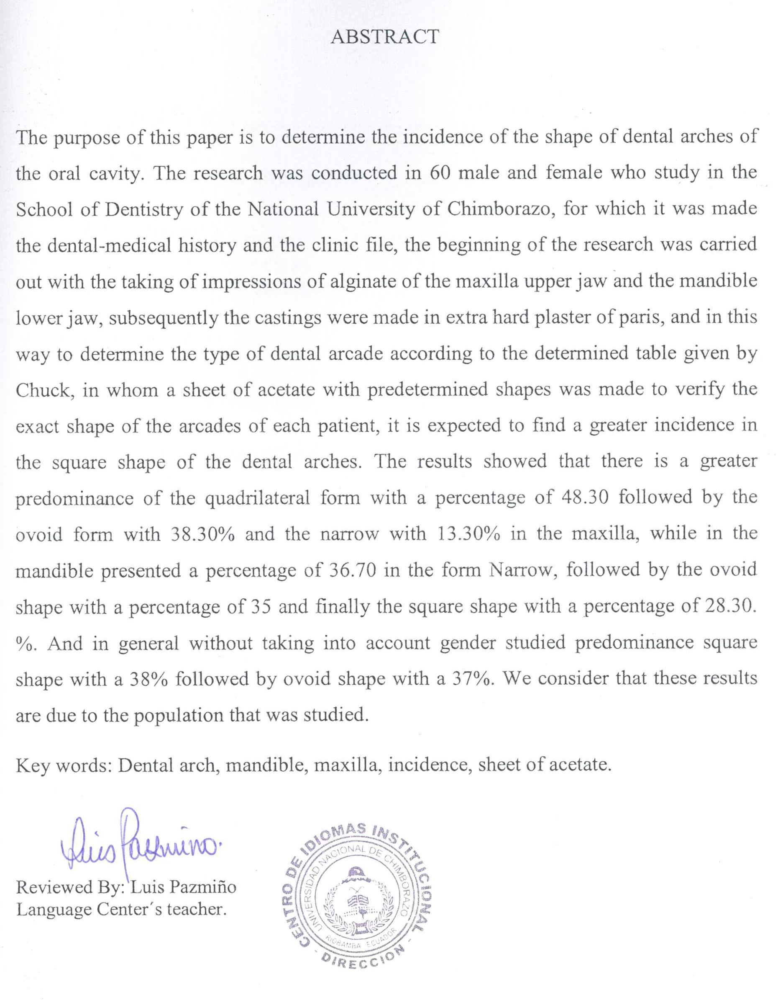 ABSTRACT
The purpose of this paper is to determine the incidence of the shape of dental arches of
the oral cavity. The research was conducted in 60 male and female who study in the
School of Dentistry of the National University of Chimborazo, for which it was made
the dental-medical history and the clinic file, the beginning of the research was carried
out with the taking of impressions of alginate of the maxilla upper jaw and the mandible
lower jaw, subsequently the castings were made in extra hard plaster of paris, and in this
way to determine the type of dental arcade according to the determined table given by
Chuck, in whom a sheet of acetate with predetermined shapes was made to verify the
exact shape of the arcades of each patient, it is expected to find a greater incidence in
the square shape of the dental arches. The results showed that there is a greater
predominance of the quadrilateral form with a percentage of 48.30 followed by the
ovoid form with 38.30% and the narrow with 13.30% in the maxilla, while in the
mandible presented a percentage of 36.70 in the form Narrow, followed by the ovoid
shape with a percentage of 35 and finally the square shape with a percentage of 28.30.
%. And in general without taking into account gender studied predominance square
shape with a 38% followed by ovoid shape with a 37%. We consider that these results
are due to the population that was studied.
Key words: Dental arch, mandible, maxilla, incidence, sheet of acetate.
Luis Pazmino.
Reviewed By: Luis Pazmiño
Language Center´s teacher.
CENTRO DE IDIOMAS INSTITUCIONAL - DIRECCION -
UNIVERSIDAD NACIONAL DE CHIMBORAZO
RIOBAMBA ECUADOR